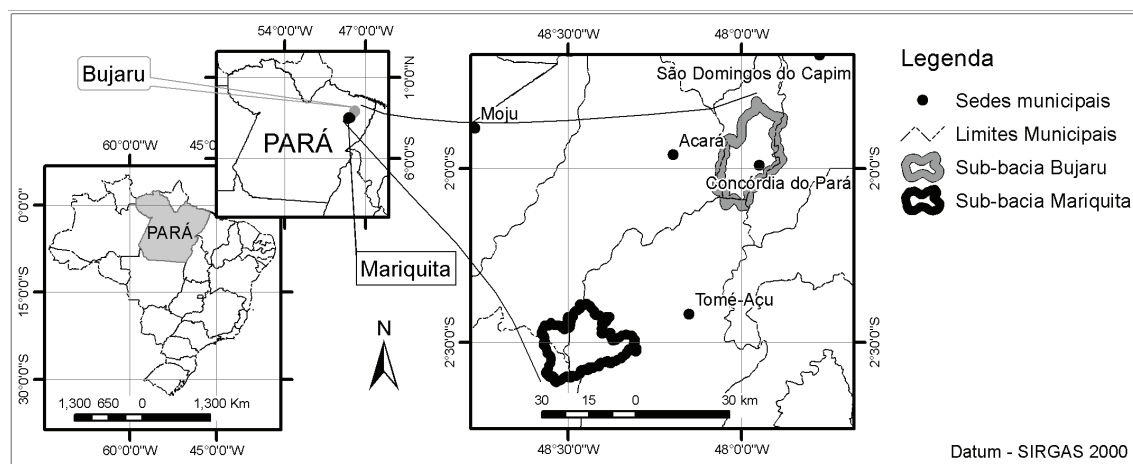 54°0'0"W 47°0'0"W
Bujaru
1°0'0"N
PARÁ
6°0'0"S
60°0'0"W 45°0'0"W
0°0'0"
PARÁ
15°0'0"S
30°0'0"S
Mariquita
N
1,300 650 0 1,300 Km
60°0'0"W 45°0'0"W
48°30'0"W 48°0'0"W
São Domingos do Capim
Moju
Acará
2°0'0"S
2°0'0"S
Concórdia do Pará
Tomé-Açu
2°30'0"S
2°30'0"S
30 15 0 30 km
48°30'0"W 48°0'0"W
Legenda
Sedes municipais
Limites Municipais
Sub-bacia Bujaru
Sub-bacia Mariquita
Datum - SIRGAS 2000